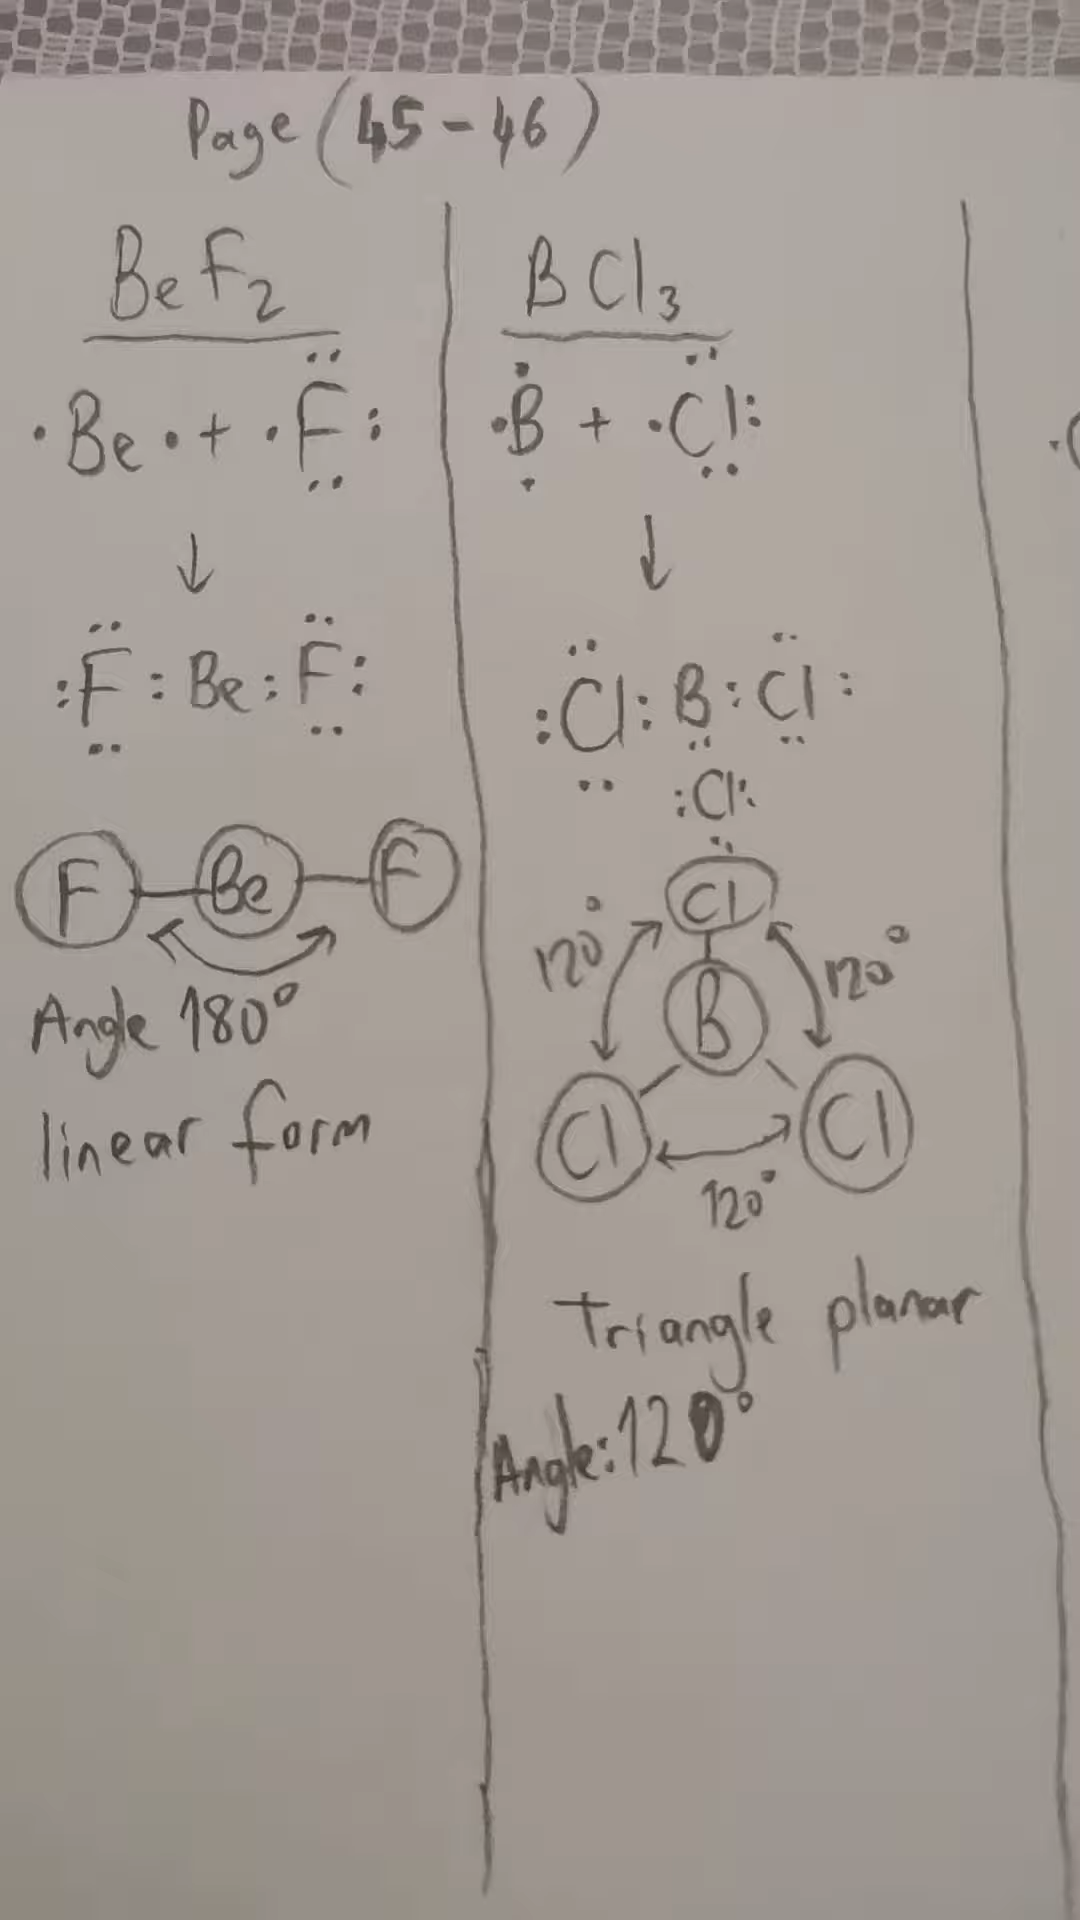 Page (45-46)
BeF2
·Be· + ·F:
↓
:F:Be:F:
F Be F
Angle 180°
linear form
BCl3
·B + ·Cl:
↓
:Cl:B:Cl:
:Cl:
Cl
120° 120°
B
Cl Cl
120°
Triangle planar
Angle:120°